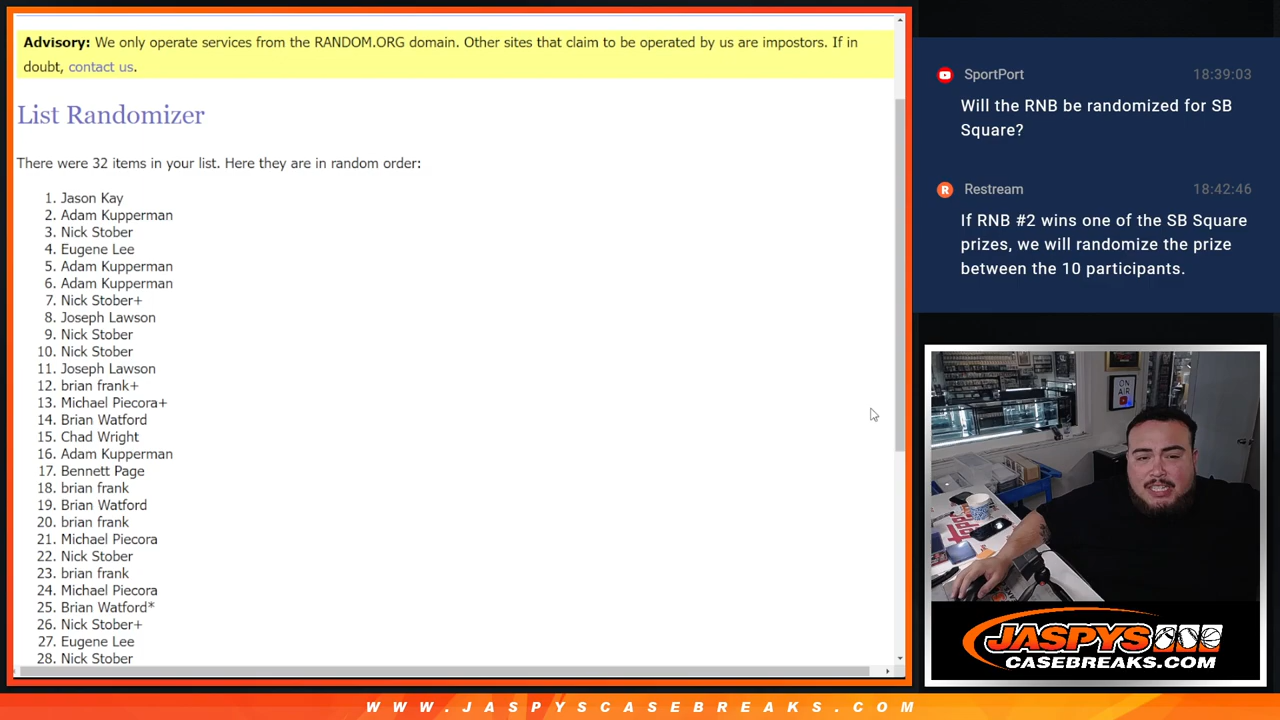 Advisory: We only operate services from the RANDOM.ORG domain. Other sites that claim to be operated by us are impostors. If in
doubt, contact us.
List Randomizer
There were 32 items in your list. Here they are in random order:
1. Jason Kay
2. Adam Kupperman
3. Nick Stober
4. Eugene Lee
5. Adam Kupperman
6. Adam Kupperman
7. Nick Stober+
8. Joseph Lawson
9. Nick Stober
10. Nick Stober
11. Joseph Lawson
12. brian frank+
13. Michael Piecora+
14. Brian Watford
15. Chad Wright
16. Adam Kupperman
17. Bennett Page
18. brian frank
19. Brian Watford
20. brian frank
21. Michael Piecora
22. Nick Stober
23. brian frank
24. Michael Piecora
25. Brian Watford*
26. Nick Stober+
27. Eugene Lee
28. Nick Stober
SportPort 18:39:03
Will the RNB be randomized for SB
Square?
Restream 18:42:46
If RNB #2 wins one of the SB Square
prizes, we will randomize the prize
between the 10 participants.
ON
AIR
JASPYS
CASEBREAKS.COM
WWW.JASPYSCASEBREAKS.COM